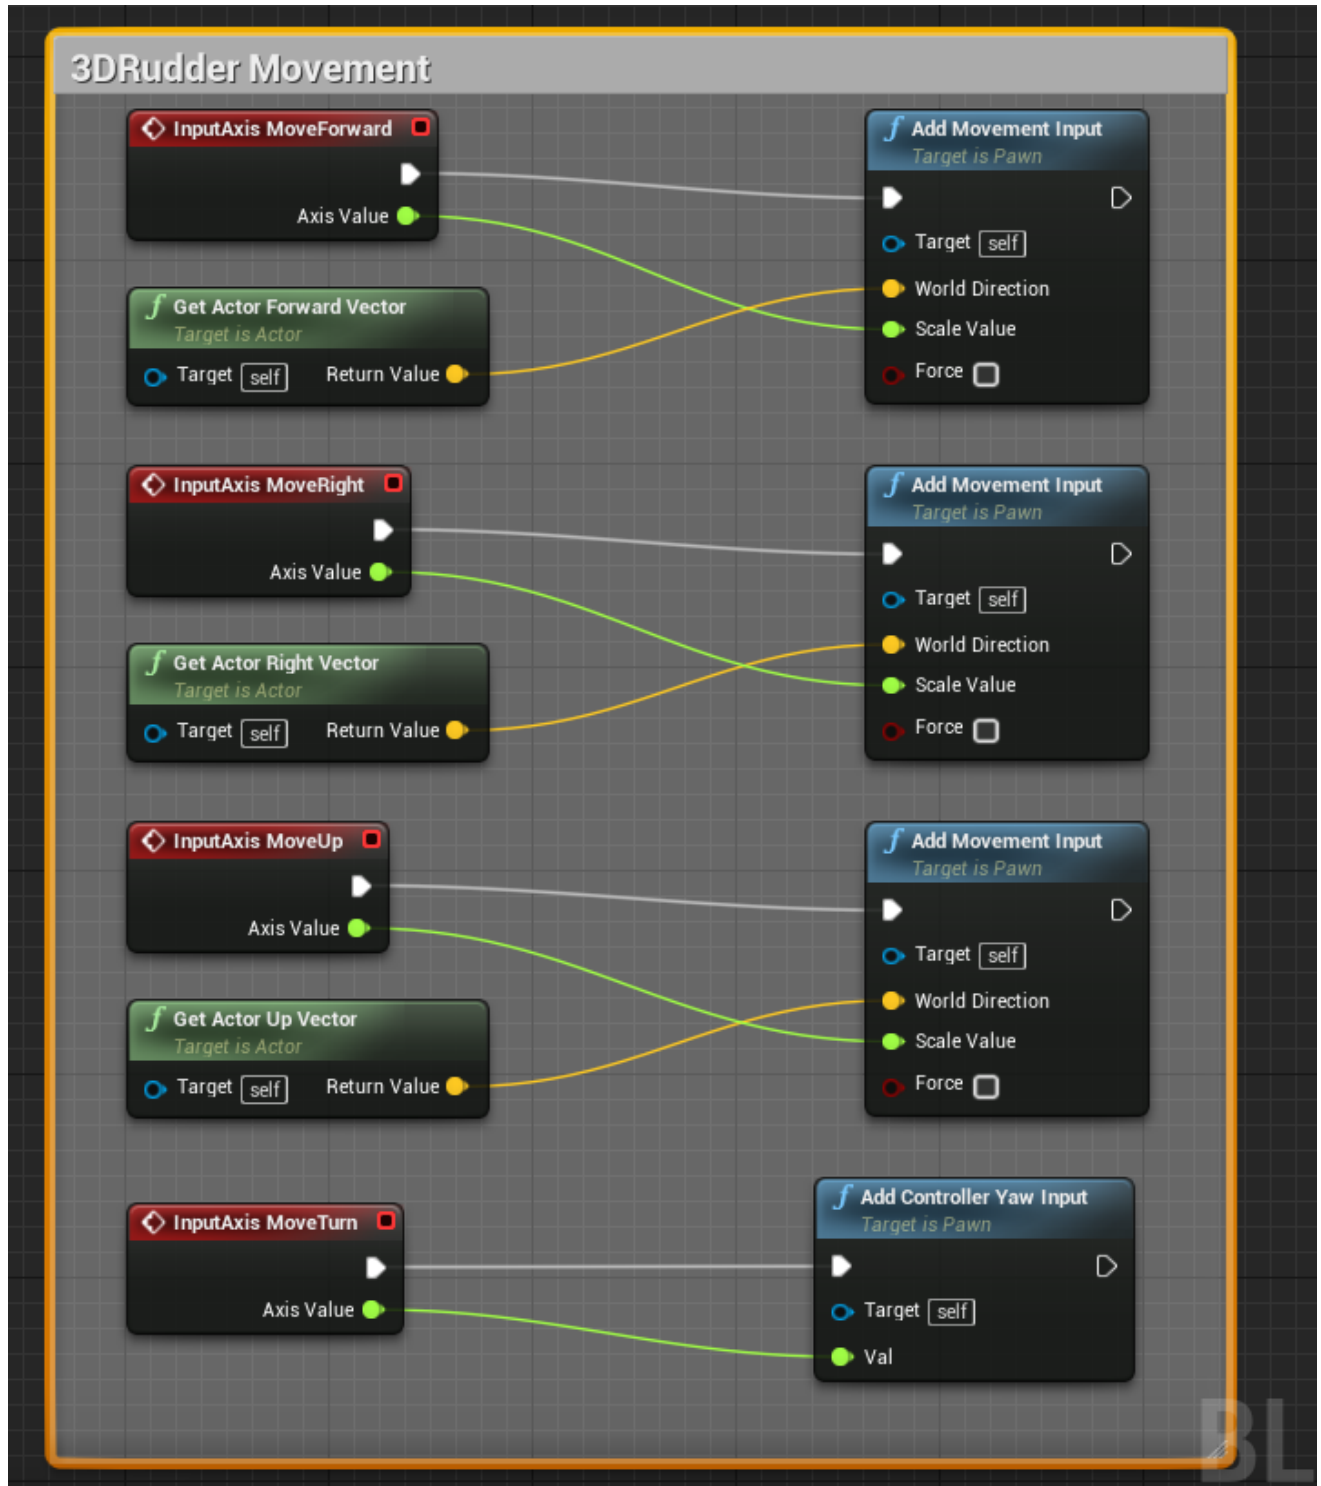 3DRudder Movement
InputAxis MoveForward
Axis Value
f Add Movement Input
Target is Pawn
Target self
World Direction
Scale Value
Force
f Get Actor Forward Vector
Target is Actor
Target self Return Value
InputAxis MoveRight
Axis Value
f Add Movement Input
Target is Pawn
Target self
World Direction
Scale Value
Force
f Get Actor Right Vector
Target is Actor
Target self Return Value
InputAxis MoveUp
Axis Value
f Add Movement Input
Target is Pawn
Target self
World Direction
Scale Value
Force
f Get Actor Up Vector
Target is Actor
Target self Return Value
InputAxis MoveTurn
Axis Value
f Add Controller Yaw Input
Target is Pawn
Target self
Val
BL